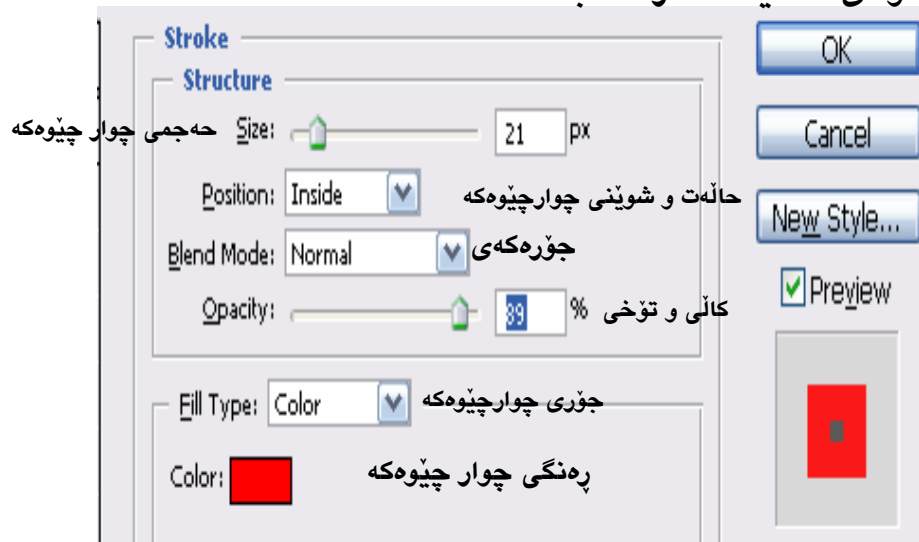 Stroke
OK
Structure
حەجمی چوار چێوەکە Size: 21 px
Cancel
Position: Inside حاڵەت و شوێنی چوارچێوەکە
New Style...
Blend Mode: Normal جۆرەکەی
Preview
Opacity: 89 % کاڵی و تۆخی
Fill Type: Color جۆری چوارچێوەکە
Color: ڕەنگی چوار چێوەکە